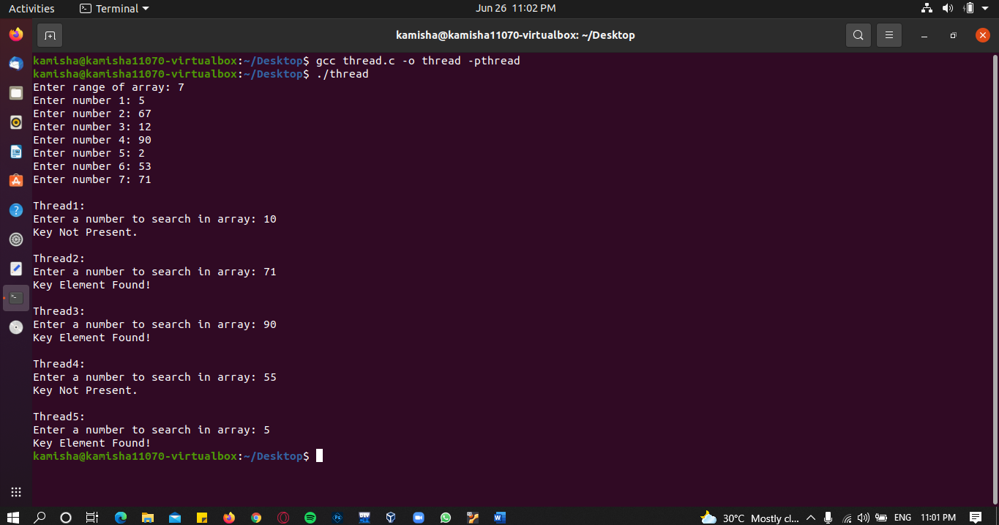 Activities Terminal Jun 26 11:02 PM
kamisha@kamisha11070-virtualbox: ~/Desktop
kamisha@kamisha11070-virtualbox:~/Desktop$ gcc thread.c -o thread -pthread
kamisha@kamisha11070-virtualbox:~/Desktop$ ./thread
Enter range of array: 7
Enter number 1: 5
Enter number 2: 67
Enter number 3: 12
Enter number 4: 90
Enter number 5: 2
Enter number 6: 53
Enter number 7: 71
Thread1:
Enter a number to search in array: 10
Key Not Present.
Thread2:
Enter a number to search in array: 71
Key Element Found!
Thread3:
Enter a number to search in array: 90
Key Element Found!
Thread4:
Enter a number to search in array: 55
Key Not Present.
Thread5:
Enter a number to search in array: 5
Key Element Found!
kamisha@kamisha11070-virtualbox:~/Desktop$
Ps DEV W 30°C Mostly cl... ENG 11:01 PM